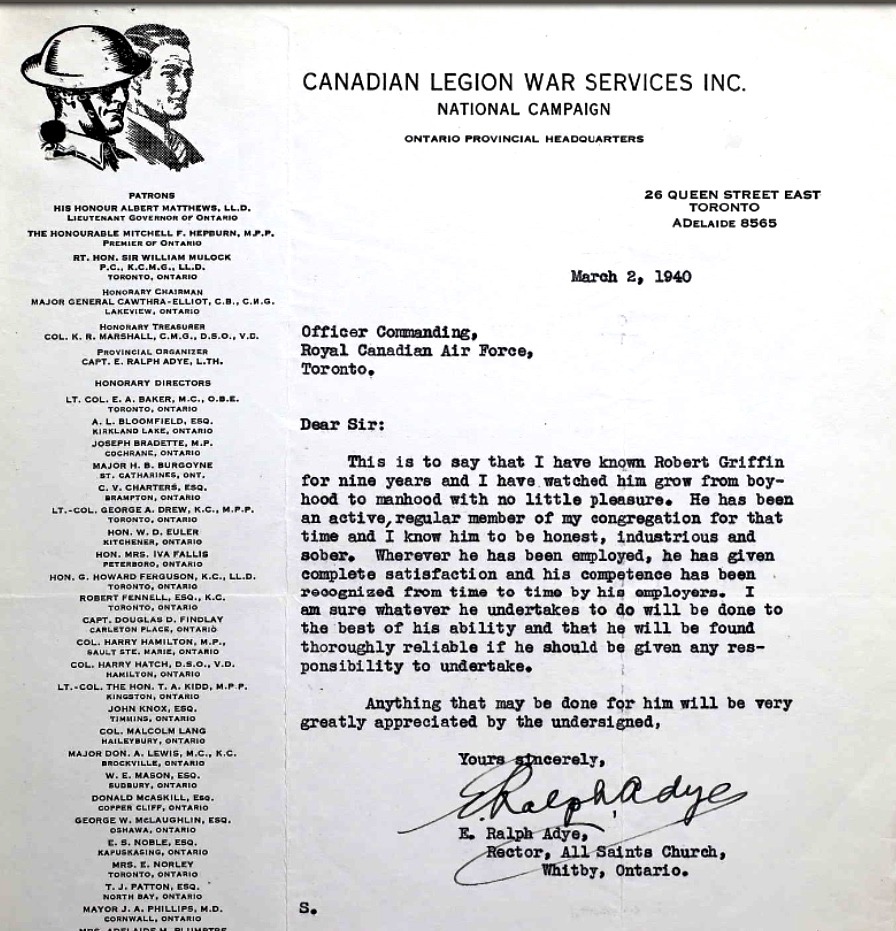 CANADIAN LEGION WAR SERVICES INC.
NATIONAL CAMPAIGN
ONTARIO PROVINCIAL HEADQUARTERS
26 QUEEN STREET EAST
TORONTO
ADELAIDE 8565
PATRONS
HIS HONOUR ALBERT MATTHEWS, LL.D.
LIEUTENANT GOVERNOR OF ONTARIO
THE HONOURABLE MITCHELL F. HEPBURN, M.P.P.
PREMIER OF ONTARIO
RT. HON. SIR WILLIAM MULOCK
P.C., K.C.M.G., LL.D.
TORONTO, ONTARIO
HONORARY CHAIRMAN
MAJOR GENERAL CAWTHRA-ELLIOT, C.B., C.M.G.
LAKEVIEW, ONTARIO
HONORARY TREASURER
COL. K. R. MARSHALL, C.M.G., D.S.O., V.D.
PROVINCIAL ORGANIZER
CAPT. E. RALPH ADYE, L.TH.
HONORARY DIRECTORS
LT. COL. E. A. BAKER, M.C., O.B.E.
TORONTO, ONTARIO
A. L. BLOOMFIELD, ESQ.
KIRKLAND LAKE, ONTARIO
JOSEPH BRADETTE, M.P.
COCHRANE, ONTARIO
MAJOR H. B. BURGOYNE
ST. CATHARINES, ONT.
C. V. CHARTERS, ESQ.
BRAMPTON, ONTARIO
LT.-COL. GEORGE A. DREW, K.C., M.P.P.
TORONTO, ONTARIO
HON. W. D. EULER
KITCHENER, ONTARIO
HON. MRS. IVA FALLIS
PETERBORO, ONTARIO
HON. G. HOWARD FERGUSON, K.C., LL.D.
TORONTO, ONTARIO
ROBERT FENNELL, ESQ., K.C.
TORONTO, ONTARIO
CAPT. DOUGLAS D. FINDLAY
CARLETON PLACE, ONTARIO
COL. HARRY HAMILTON, M.P.,
SAULT STE. MARIE, ONTARIO
COL. HARRY HATCH, D.S.O., V.D.
HAMILTON, ONTARIO
LT.-COL. THE HON. T. A. KIDD, M.P.P.
KINGSTON, ONTARIO
JOHN KNOX, ESQ.
TIMMINS, ONTARIO
COL. MALCOLM LANG
HAILEYBURY, ONTARIO
MAJOR DON. A. LEWIS, M.C., K.C.
BROCKVILLE, ONTARIO
W. E. MASON, ESQ.
SUDBURY, ONTARIO
DONALD McASKILL, ESQ.
COPPER CLIFF, ONTARIO
GEORGE W. McLAUGHLIN, ESQ.
OSHAWA, ONTARIO
E. S. NOBLE, ESQ.
KAPUSKASING, ONTARIO
MRS. E. NORLEY
TORONTO, ONTARIO
T. J. PATTON, ESQ.
NORTH BAY, ONTARIO
MAYOR J. A. PHILLIPS, M.D.
CORNWALL, ONTARIO
MRS. ADELAIDE M. PLUMPTRE
March 2, 1940
Officer Commanding,
Royal Canadian Air Force,
Toronto.
Dear Sir:
This is to say that I have known Robert Griffin
for nine years and I have watched him grow from boy-
hood to manhood with no little pleasure. He has been
an active, regular member of my congregation for that
time and I know him to be honest, industrious and
sober. Wherever he has been employed, he has given
complete satisfaction and his competence has been
recognized from time to time by his employers. I
am sure whatever he undertakes to do will be done to
the best of his ability and that he will be found
thoroughly reliable if he should be given any res-
ponsibility to undertake.
Anything that may be done for him will be very
greatly appreciated by the undersigned,
Yours sincerely,
E. Ralph Adye
E. Ralph Adye,
Rector, All Saints Church,
Whitby, Ontario.
S.